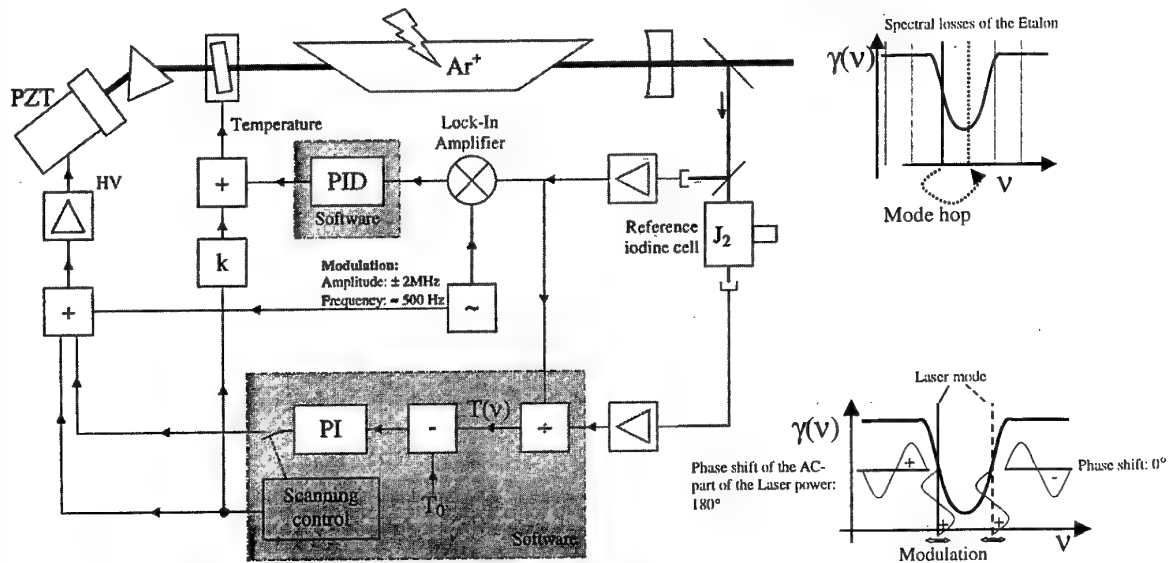 Spectral losses of the Etalon
γ(ν)
ν
Mode hop
PZT
Ar+
Temperature
Lock-In
Amplifier
HV
+
PID
Software
Reference
iodine cell
J2
k
Modulation:
Amplitude: ± 2MHz
Frequency: ≈ 500 Hz
+
~
PI
-
T(ν)
÷
T0
Scanning
control
Software
Laser mode
γ(ν)
+
-
Phase shift: 0°
Phase shift of the AC-
part of the Laser power:
180°
+
+
ν
Modulation